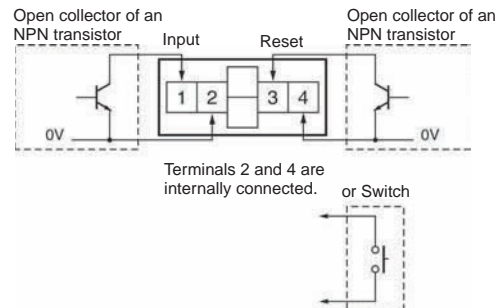 Open collector of an
NPN transistor
Input
Reset
Open collector of an
NPN transistor
1 2 3 4
0V
0V
Terminals 2 and 4 are
internally connected.
or Switch